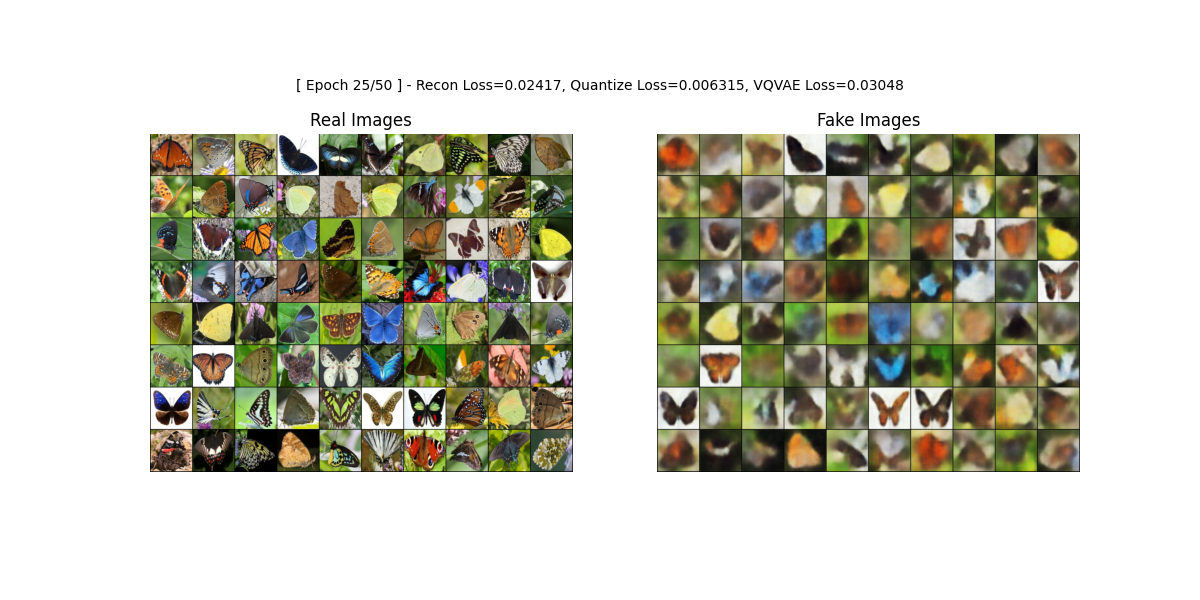 [ Epoch 25/50 ] - Recon Loss=0.02417, Quantize Loss=0.006315, VQVAE Loss=0.03048
Real Images
Fake Images